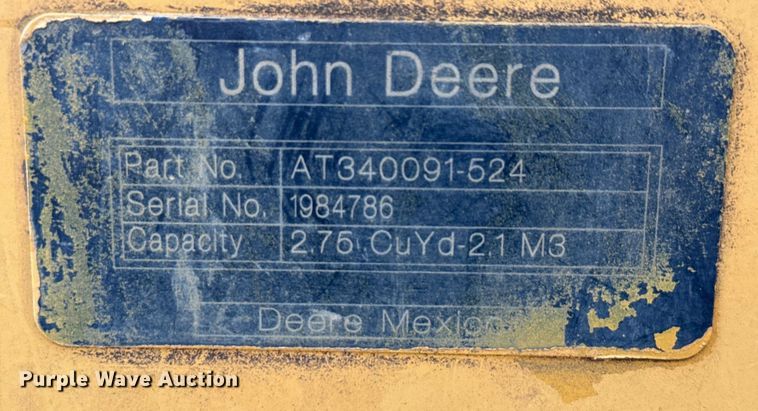 John Deere
Part No. AT340091-524
Serial No. 1984786
Capacity 2.75 CuYd-2.1 M3
Deere Mexico
Purple Wave Auction